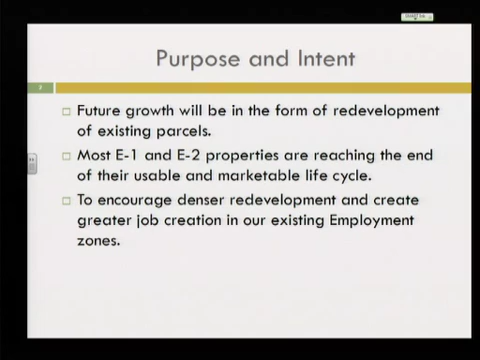 Purpose and Intent
Future growth will be in the form of redevelopment
of existing parcels.
Most E-1 and E-2 properties are reaching the end
of their usable and marketable life cycle.
To encourage denser redevelopment and create
greater job creation in our existing Employment
zones.